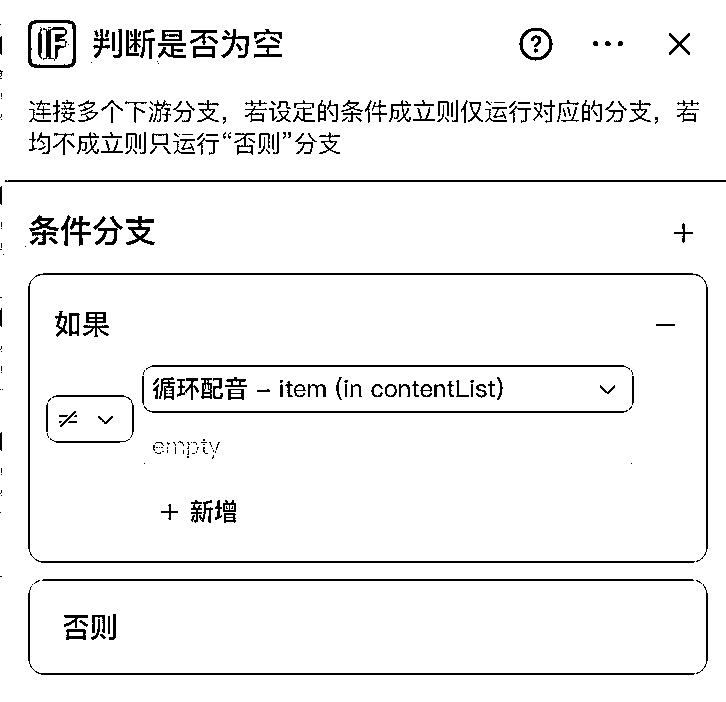 IF 判断是否为空
连接多个下游分支，若设定的条件成立则仅运行对应的分支，若
均不成立则只运行“否则”分支
条件分支
如果
循环配音 – item (in contentList)
≠
empty
+ 新增
否则